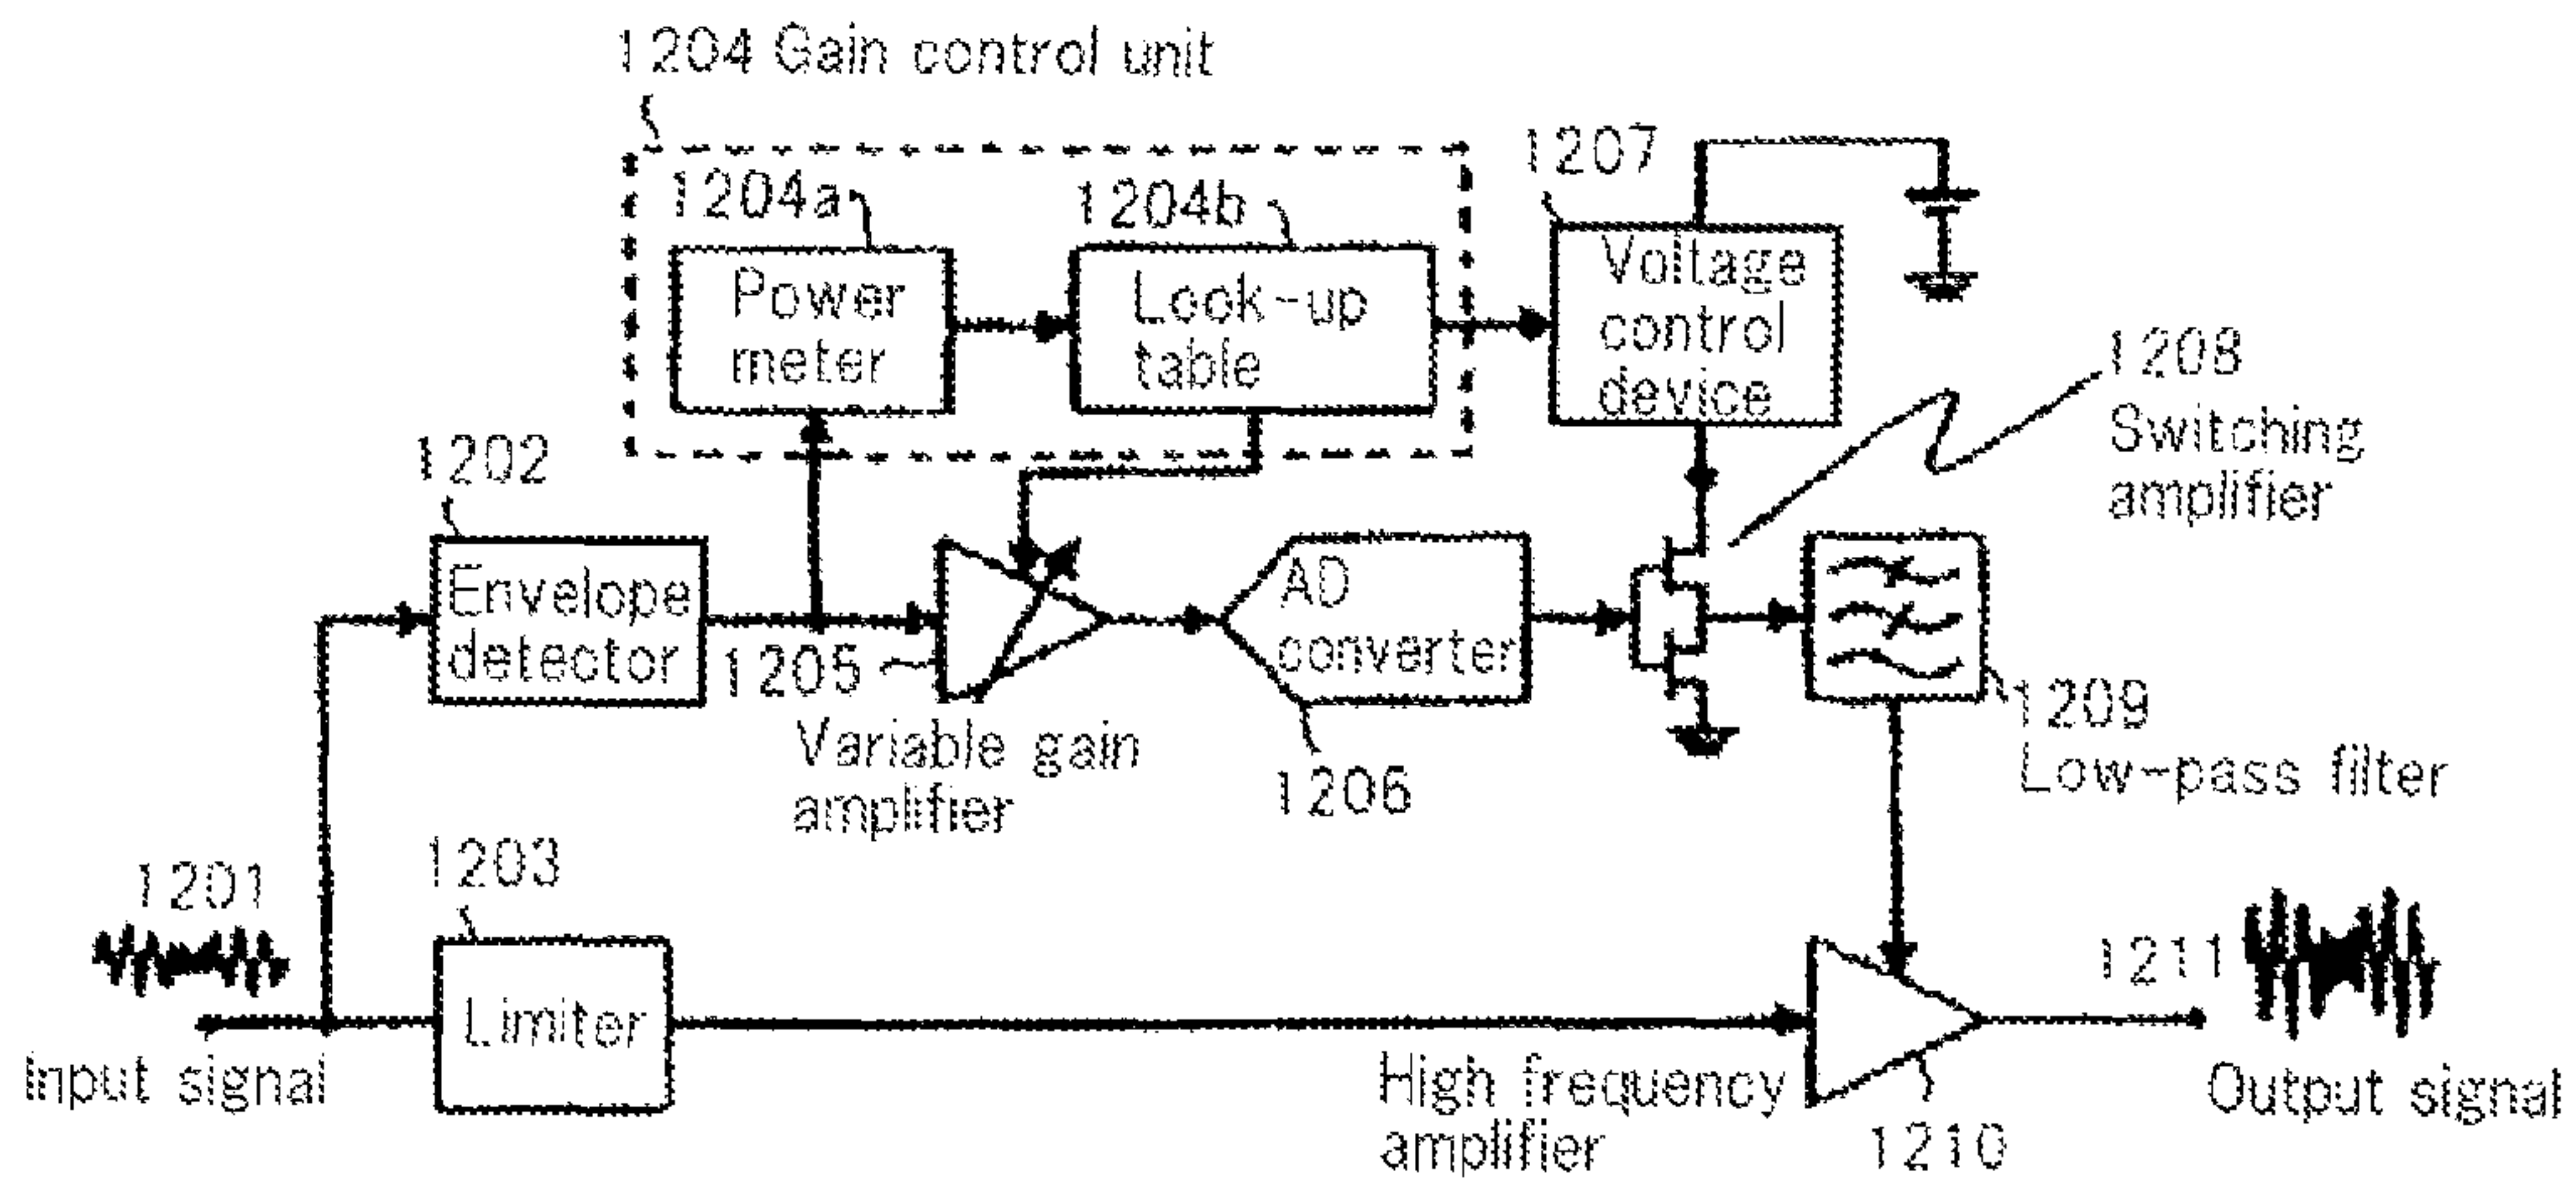 1204 Gain control unit
1207
1204a
1204b
Power
meter
Look-up
table
Voltage
control
device
1208
Switching
amplifier
1202
Envelope
detector
1205
Variable gain
amplifier
AD
converter
1206
1209
Low-pass filter
1201
Input signal
1203
Limiter
High frequency
amplifier
1210
1211
Output signal